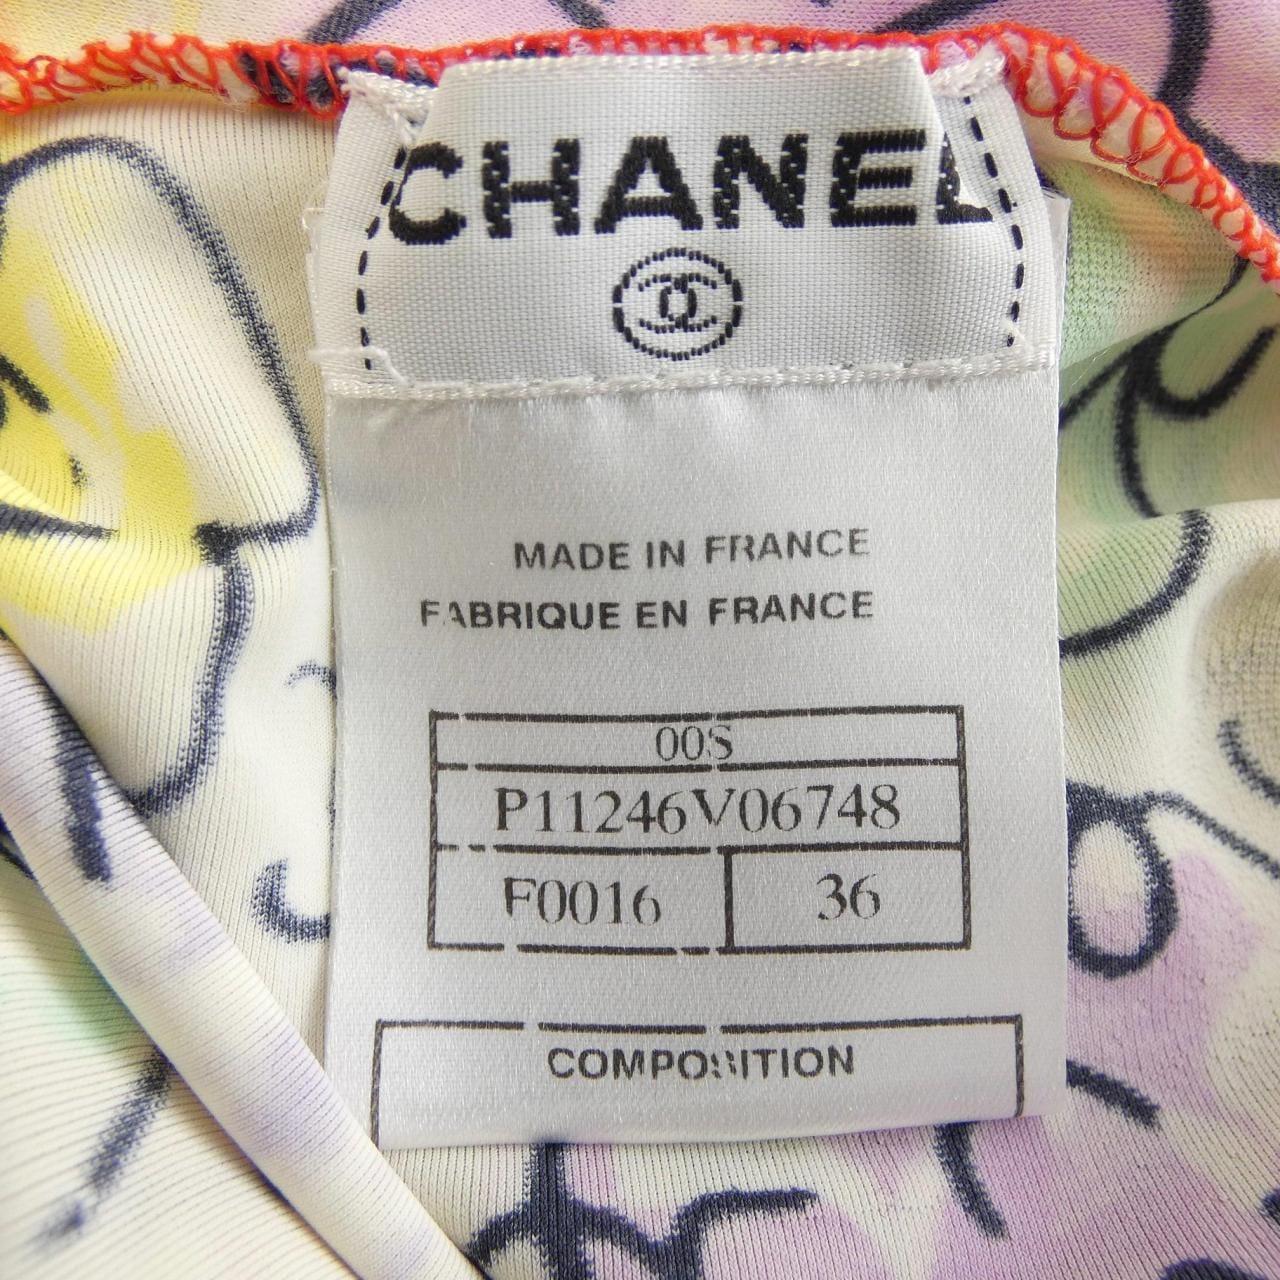 CHANEL
MADE IN FRANCE
FABRIQUE EN FRANCE
00S
P11246V06748
F0016 36
COMPOSITION